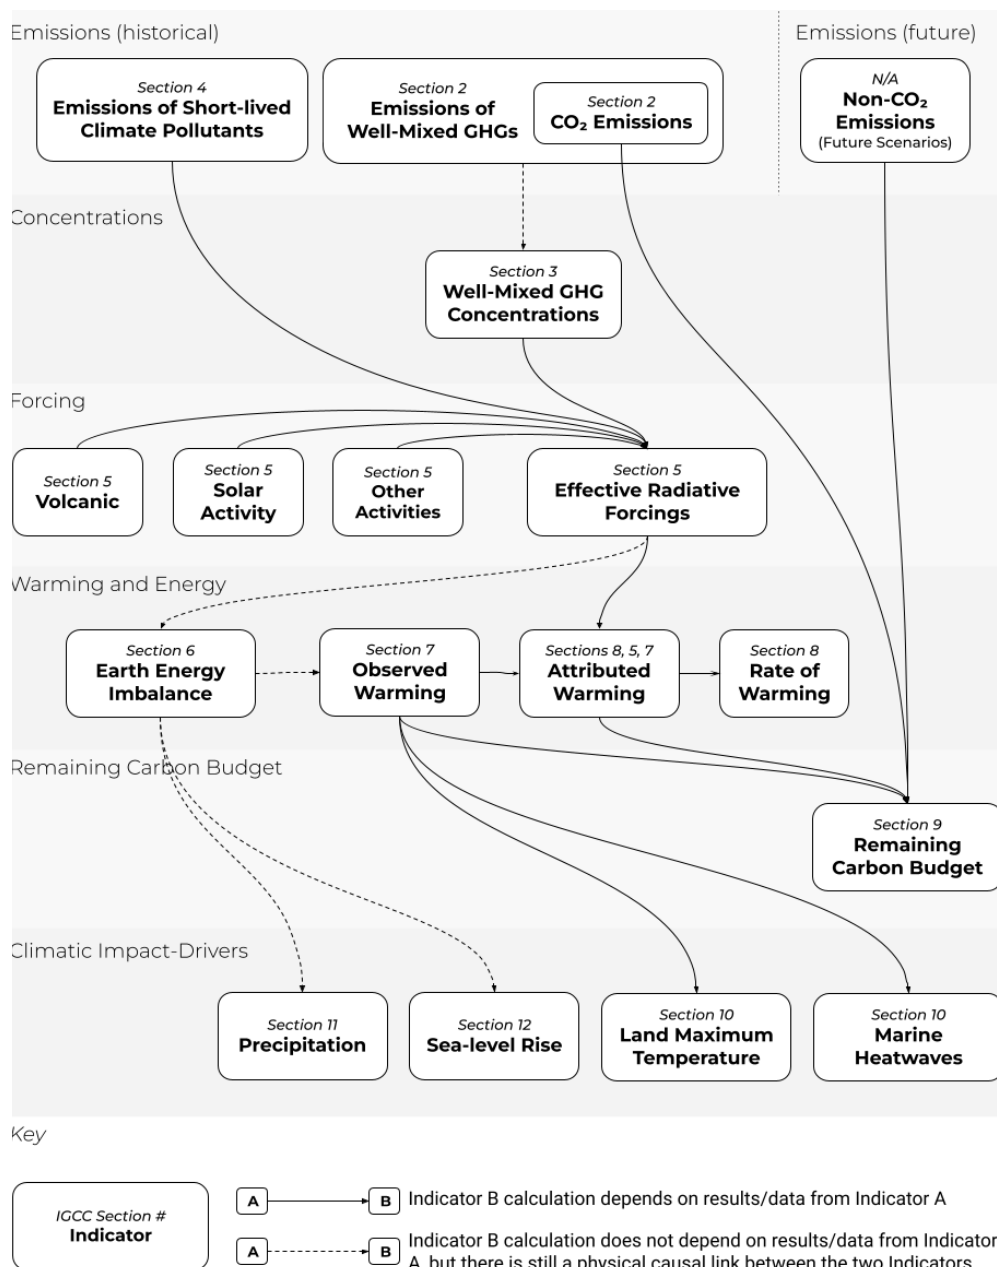 Emissions (historical)
Emissions (future)
Section 4
Emissions of Short-lived
Climate Pollutants
Section 2
Emissions of
Well-Mixed GHGs
Section 2
CO₂ Emissions
N/A
Non-CO₂
Emissions
(Future Scenarios)
Concentrations
Section 3
Well-Mixed GHG
Concentrations
Forcing
Section 5
Volcanic
Section 5
Solar
Activity
Section 5
Other
Activities
Section 5
Effective Radiative
Forcings
Warming and Energy
Section 6
Earth Energy
Imbalance
Section 7
Observed
Warming
Sections 8, 5, 7
Attributed
Warming
Section 8
Rate of
Warming
Remaining Carbon Budget
Section 9
Remaining
Carbon Budget
Climatic Impact-Drivers
Section 11
Precipitation
Section 12
Sea-level Rise
Section 10
Land Maximum
Temperature
Section 10
Marine
Heatwaves
Key
IGCC Section #
Indicator
A B Indicator B calculation depends on results/data from Indicator A
A B Indicator B calculation does not depend on results/data from Indicator
A, but there is still a physical causal link between the two Indicators